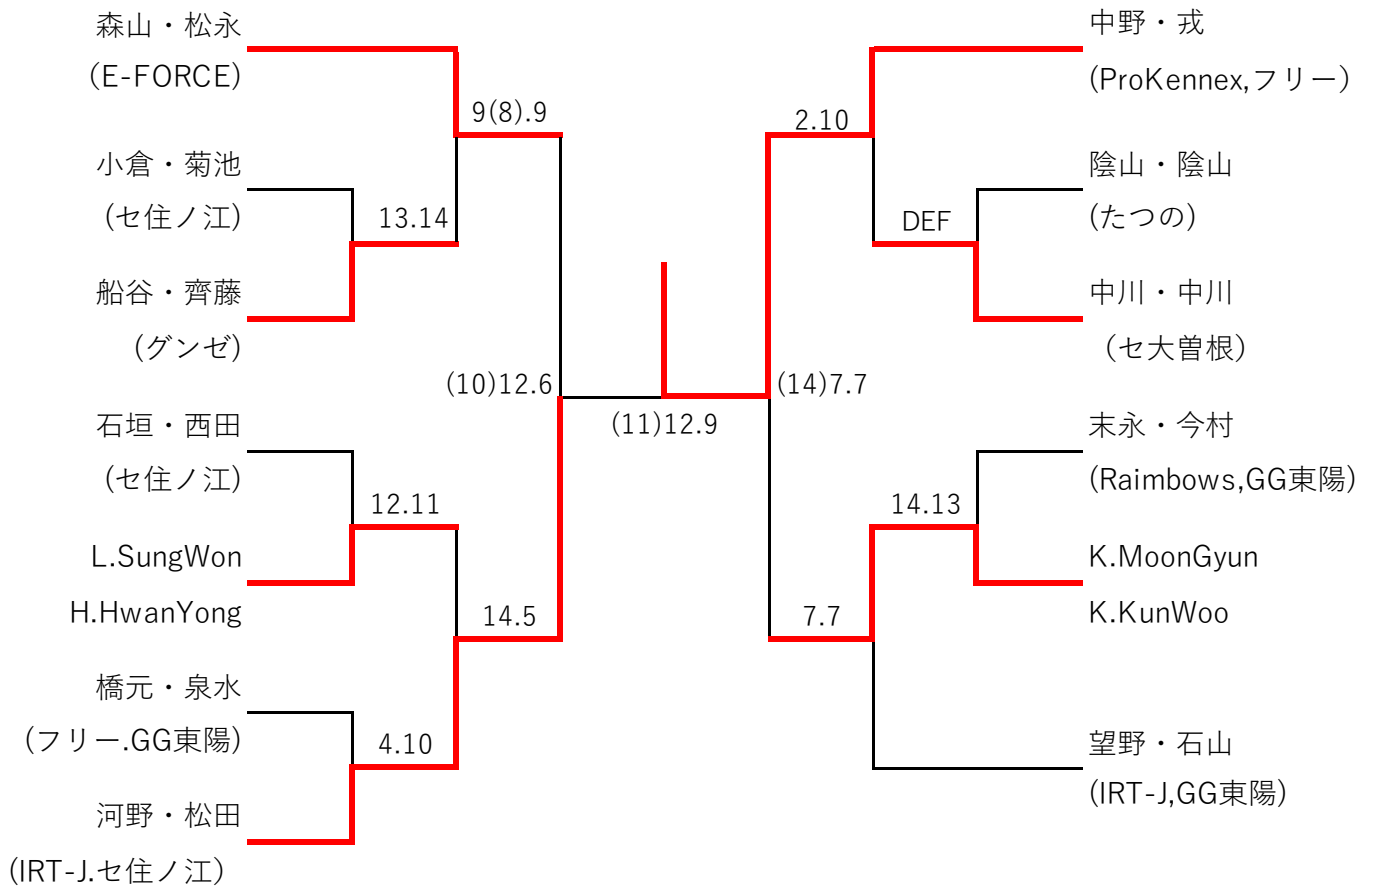 森山・松永
（E-FORCE)
9(8).9
小倉・菊池
(セ住ノ江)
13.14
船谷・齊藤
(グンゼ)
(10)12.6
石垣・西田
(セ住ノ江)
12.11
L.SungWon
H.HwanYong
14.5
橋元・泉水
(フリー.GG東陽)
4.10
河野・松田
(IRT-J.セ住ノ江）
(11)12.9
中野・戎
(ProKennex,フリー）
2.10
陰山・陰山
(たつの)
DEF
中川・中川
（セ大曽根）
(14)7.7
末永・今村
(Raimbows,GG東陽)
14.13
K.MoonGyun
K.KunWoo
7.7
望野・石山
(IRT-J,GG東陽)